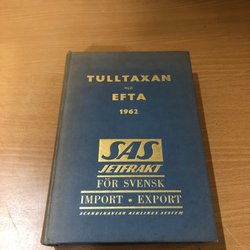 TULLTAXAN
OCH
EFTA
1962
SAS
JETFRAKT
FÖR SVENSK
IMPORT • EXPORT
SCANDINAVIAN AIRLINES SYSTEM